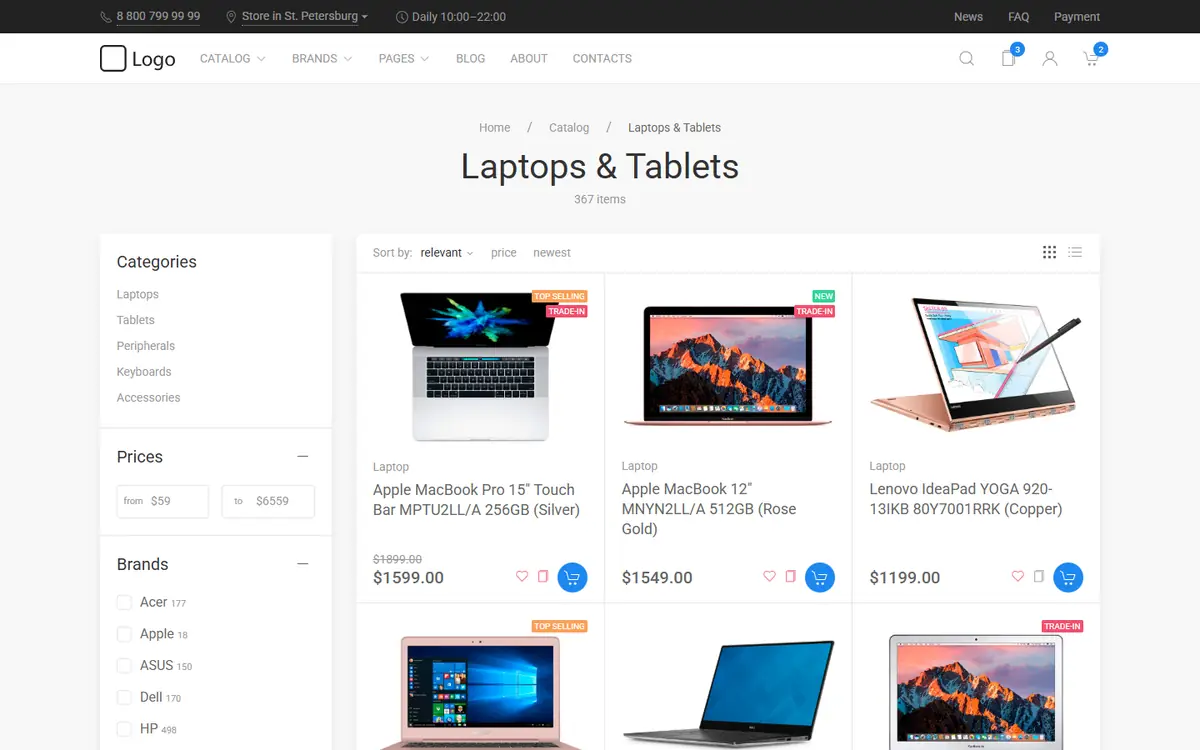 8 800 799 99 99
Store in St. Petersburg
Daily 10:00–22:00
News
FAQ
Payment
Logo
CATALOG
BRANDS
PAGES
BLOG
ABOUT
CONTACTS
3
2
Home / Catalog / Laptops & Tablets
Laptops & Tablets
367 items
Categories
Laptops
Tablets
Peripherals
Keyboards
Accessories
Prices
from $59
to $6559
Brands
Acer 177
Apple 18
ASUS 150
Dell 170
HP 498
Sort by: relevant price newest
TOP SELLING
TRADE-IN
Laptop
Apple MacBook Pro 15" Touch
Bar MPTU2LL/A 256GB (Silver)
$1899.00
$1599.00
NEW
TRADE-IN
Laptop
Apple MacBook 12"
MNYN2LL/A 512GB (Rose
Gold)
$1549.00
Laptop
Lenovo IdeaPad YOGA 920-
13IKB 80Y7001RRK (Copper)
$1199.00
TOP SELLING
TRADE-IN